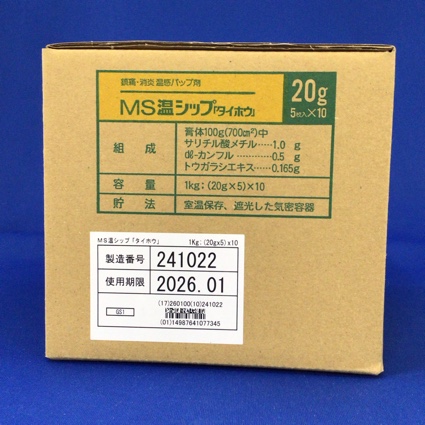 鎮痛・消炎 温感パップ剤
MS温シップ「タイホウ」
20g
5枚入×10
組成
膏体100g(700cm²)中
サリチル酸メチル……1.0 g
dl-カンフル…………0.5 g
トウガラシエキス……0.165g
容量
1kg；(20g×5)×10
貯法
室温保存、遮光した気密容器
MS温シップ「タイホウ」 1Kg；(20gx5)x10
製造番号 241022
使用期限 2026.01
(17)260100(10)241022
GS1
(01)14987641077345